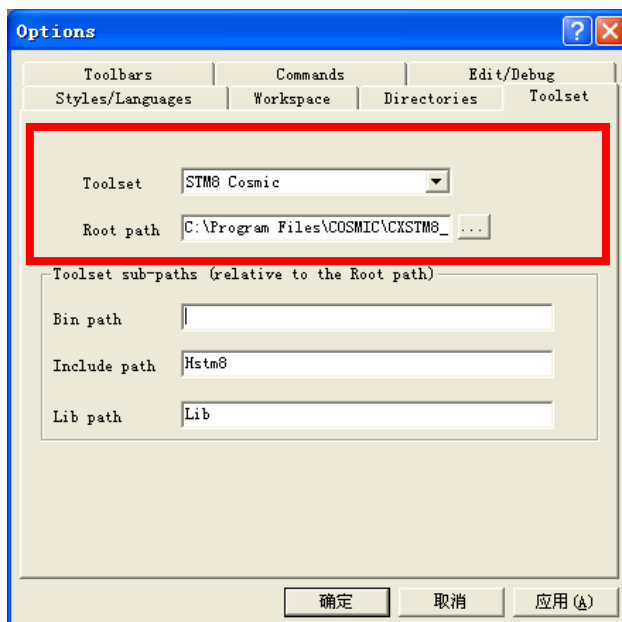 Options
Toolbars Commands Edit/Debug
Styles/Languages Workspace Directories Toolset
Toolset STM8 Cosmic
Root path C:\Program Files\COSMIC\CXSTM8_ ...
Toolset sub-paths (relative to the Root path)
Bin path
Include path Hstm8
Lib path Lib
确定 取消 应用(A)